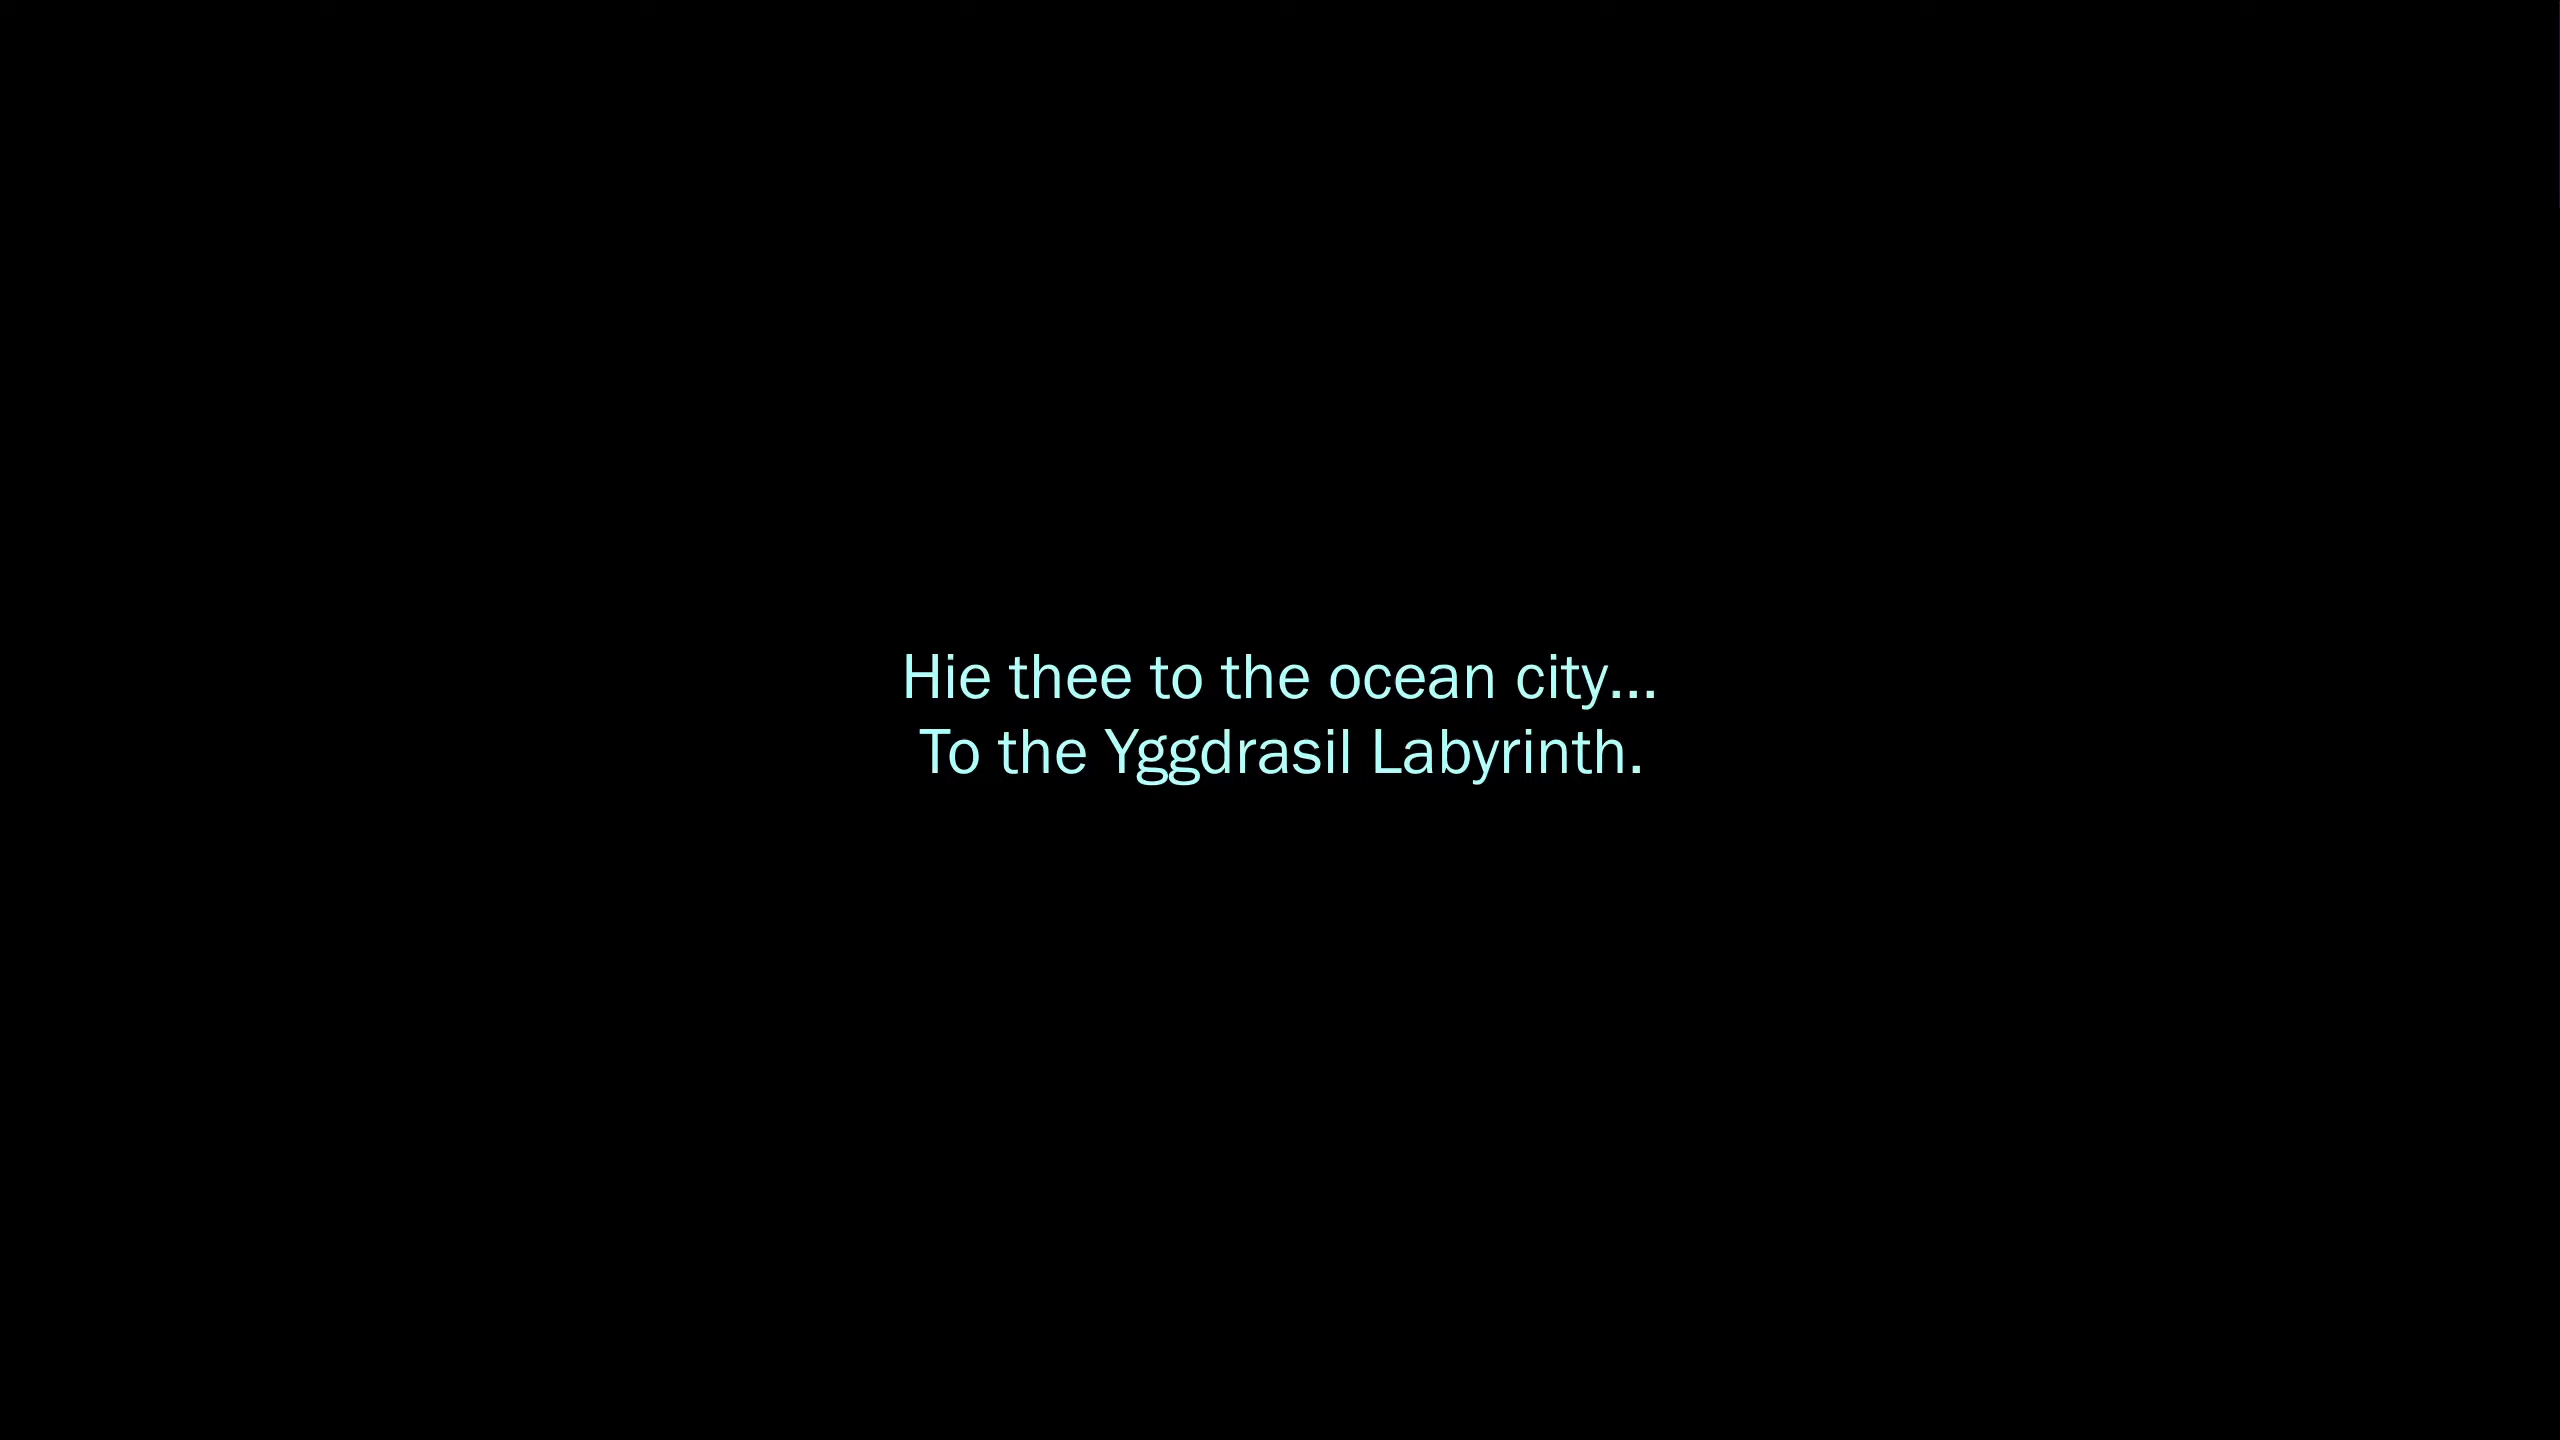 Hie thee to the ocean city...
To the Yggdrasil Labyrinth.